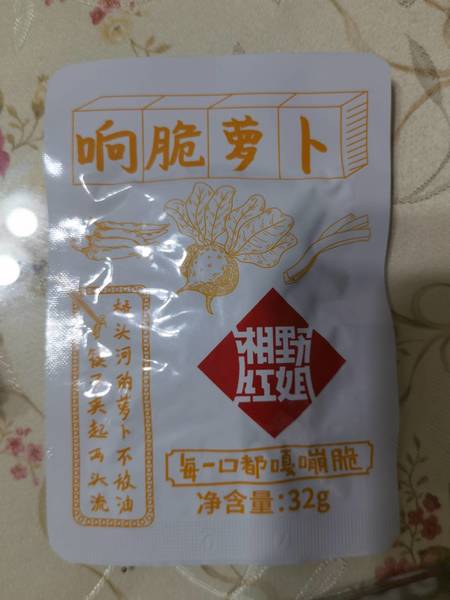 响脆萝卜
桥头河的萝卜不放油
筷子夹起两头流
湘野
红姐
每一口都嘎嘣脆
净含量:32g